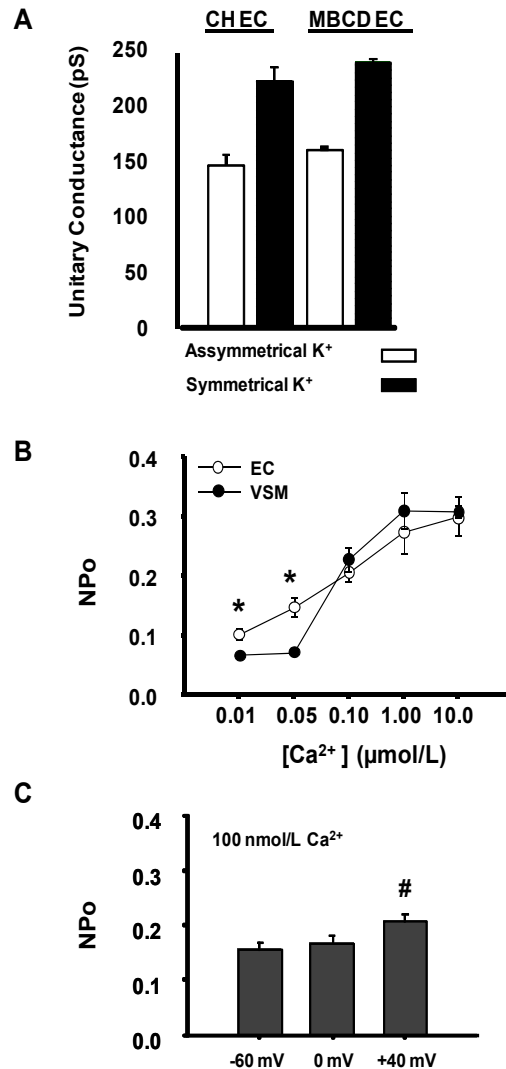 A
CH EC MBCD EC
Unitary Conductance (pS)
250
200
150
100
50
0
Assymmetrical K⁺
Symmetrical K⁺
B
EC
VSM
NPo
0.4
0.3
0.2
0.1
0.0
* *
0.01 0.05 0.10 1.00 10.0
[Ca²⁺] (µmol/L)
C
100 nmol/L Ca²⁺
NPo
0.4
0.3
0.2
0.1
0.0
#
-60 mV 0 mV +40 mV